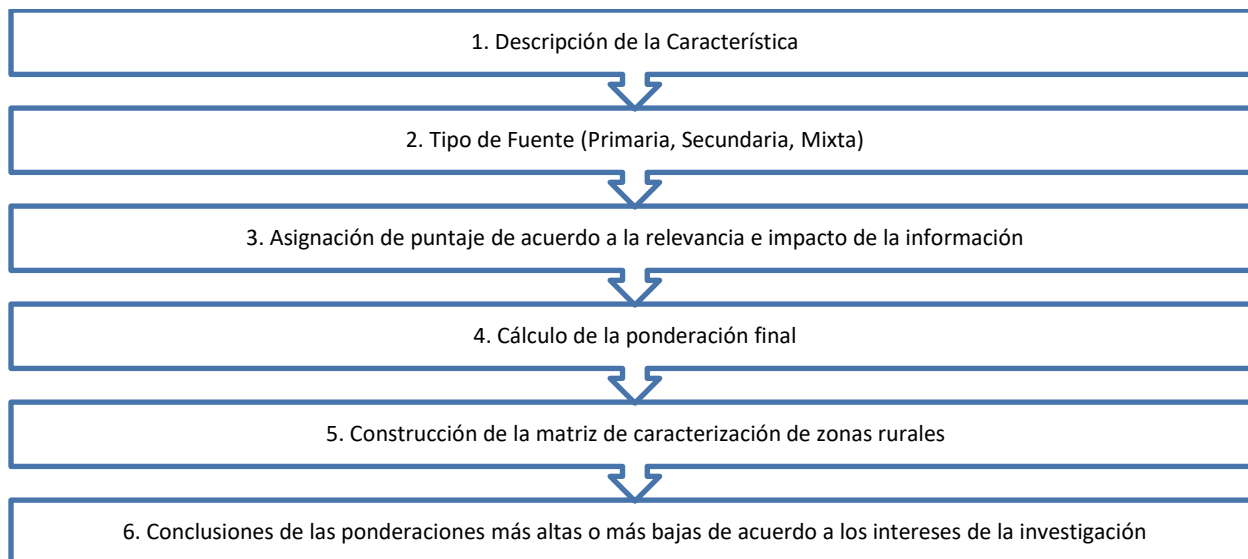 1. Descripción de la Característica
2. Tipo de Fuente (Primaria, Secundaria, Mixta)
3. Asignación de puntaje de acuerdo a la relevancia e impacto de la información
4. Cálculo de la ponderación final
5. Construcción de la matriz de caracterización de zonas rurales
6. Conclusiones de las ponderaciones más altas o más bajas de acuerdo a los intereses de la investigación